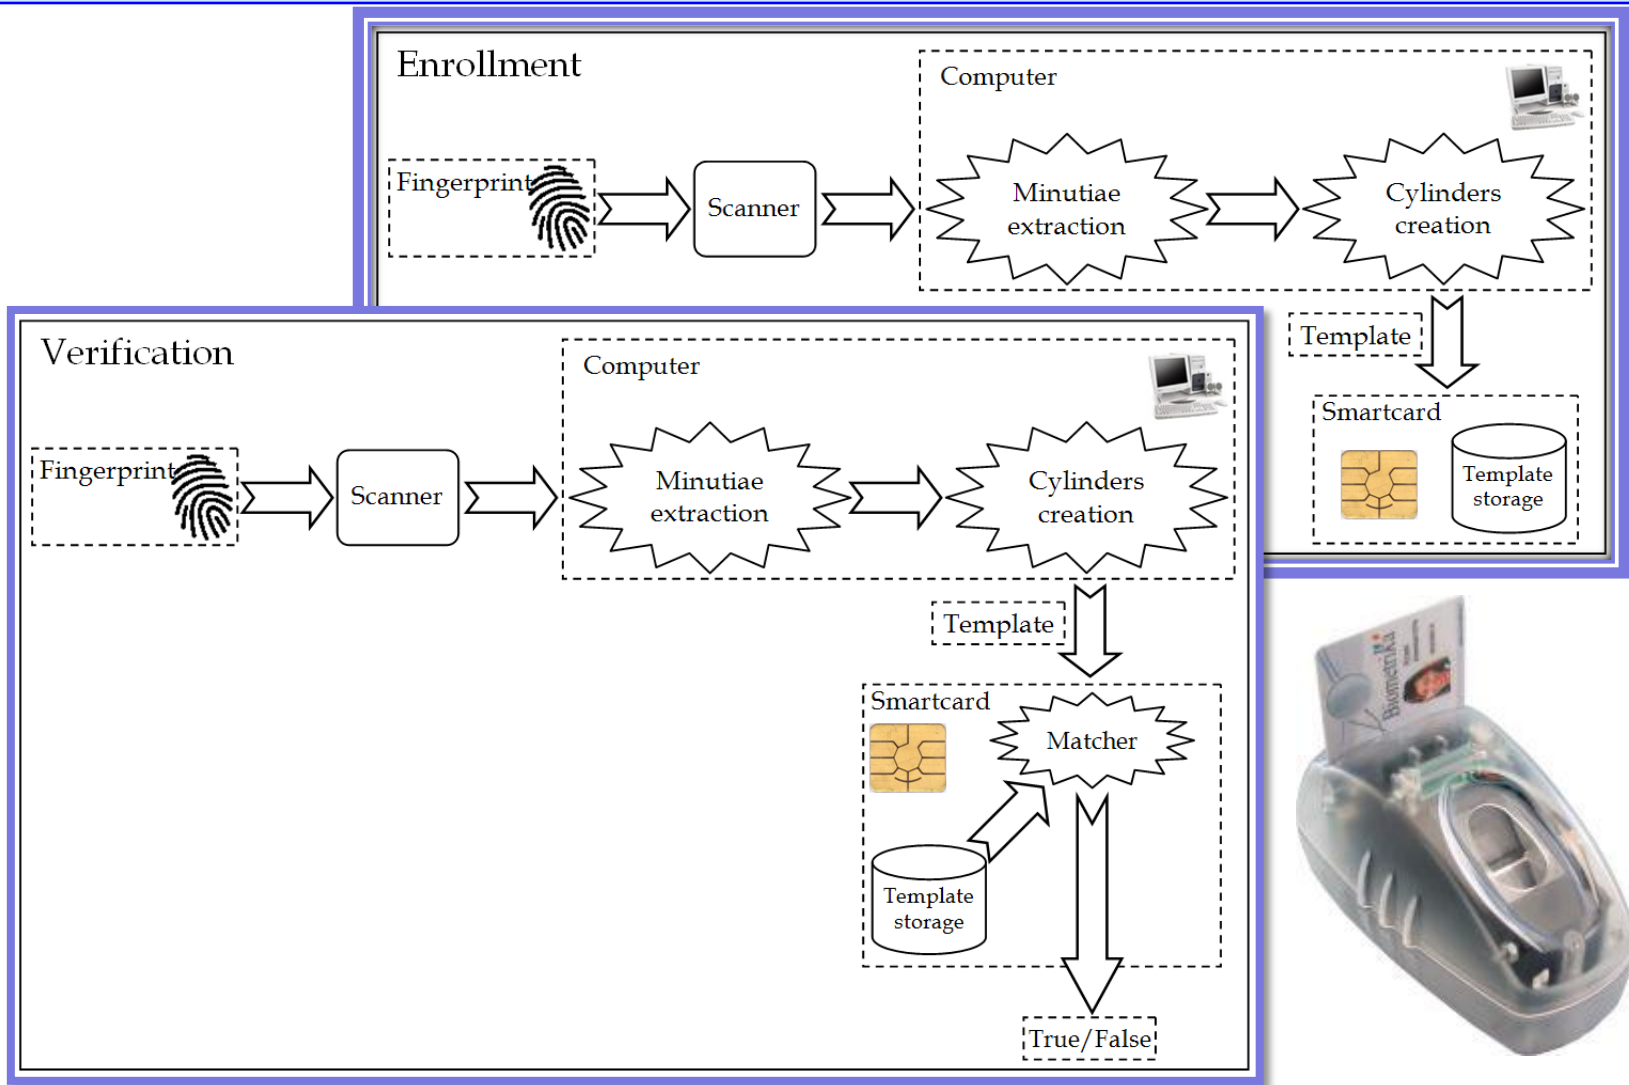 Enrollment
Computer
Fingerprint
Scanner
Minutiae
extraction
Cylinders
creation
Template
Smartcard
Template
storage
Verification
Computer
Fingerprint
Scanner
Minutiae
extraction
Cylinders
creation
Template
Smartcard
Matcher
Template
storage
True/False
BiometriKa